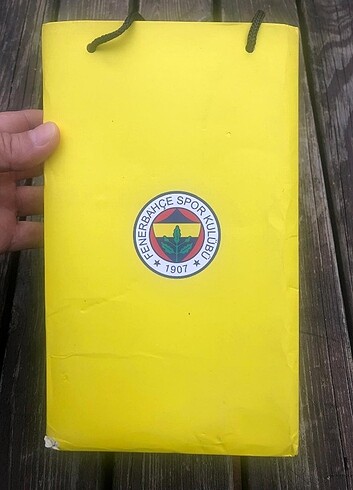 FENERBAHÇE SPOR KULÜBÜ
★ 1907 ★